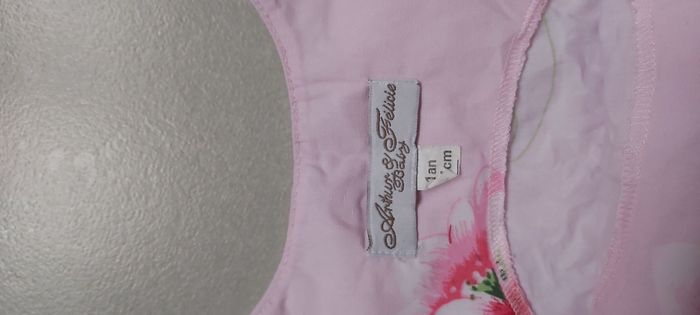 Arthur & Félicie
Baby
1an
cm